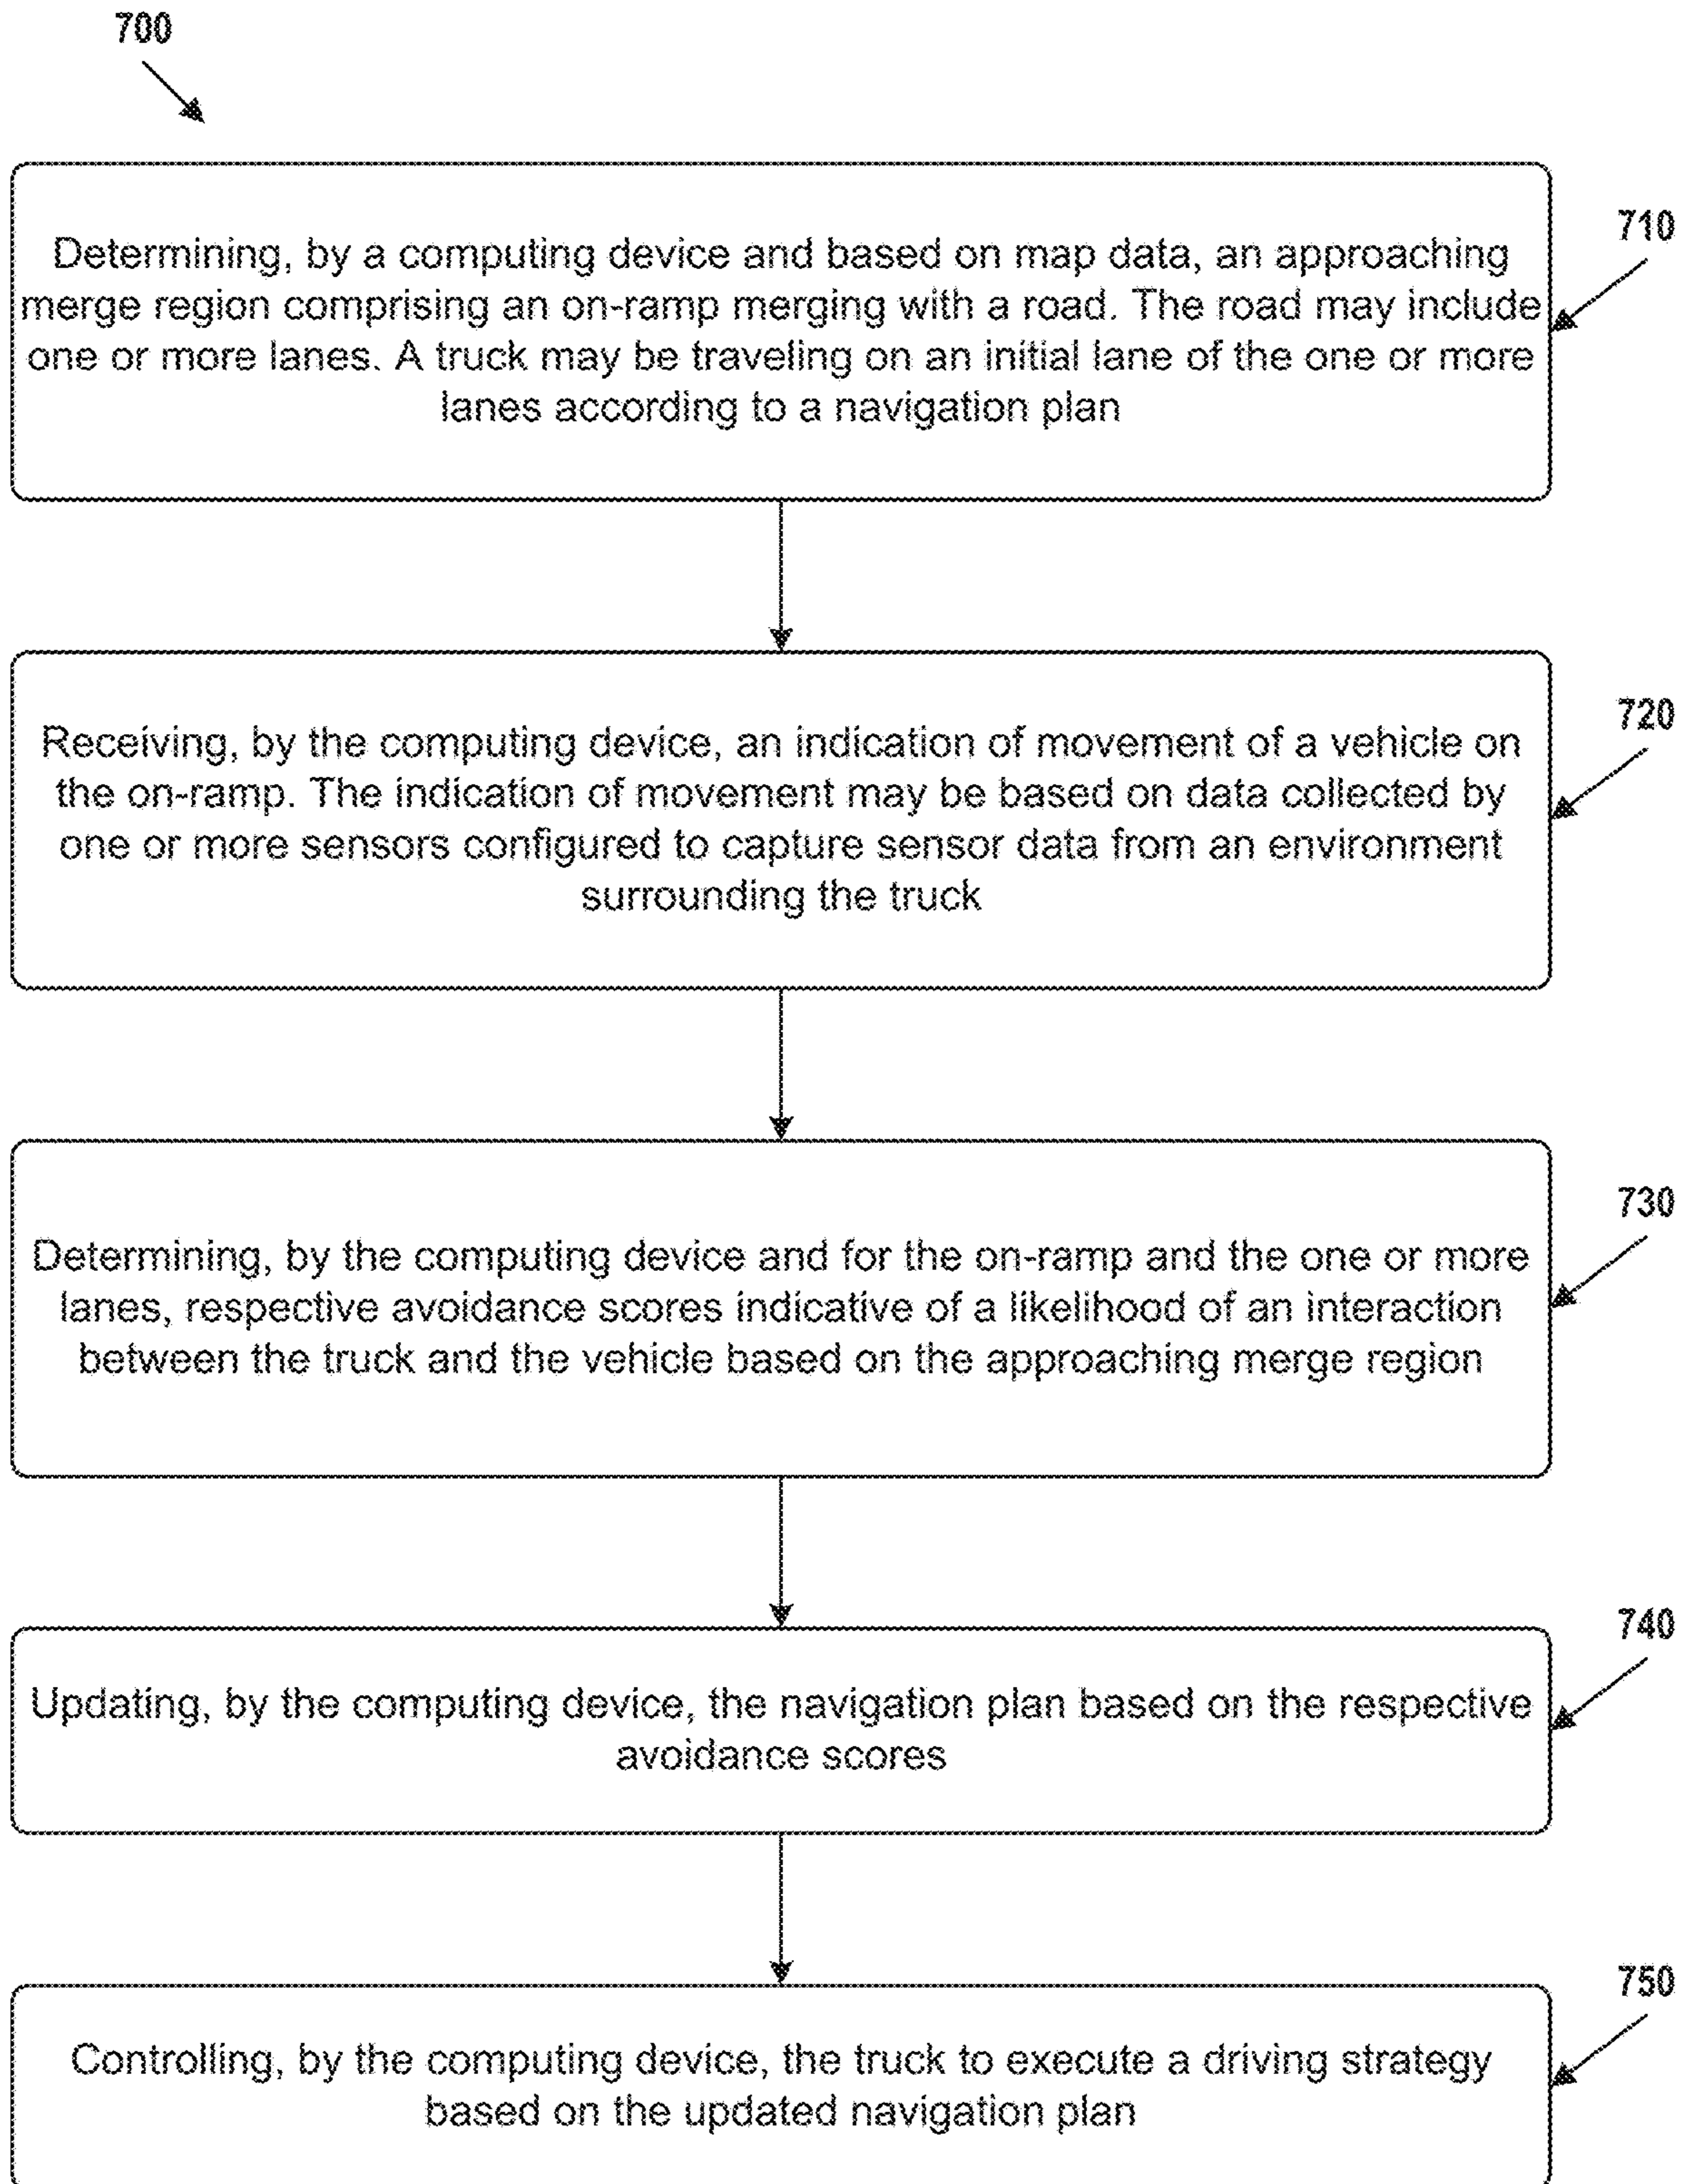 700
Determining, by a computing device and based on map data, an approaching
merge region comprising an on-ramp merging with a road. The road may include
one or more lanes. A truck may be traveling on an initial lane of the one or more
lanes according to a navigation plan
710
Receiving, by the computing device, an indication of movement of a vehicle on
the on-ramp. The indication of movement may be based on data collected by
one or more sensors configured to capture sensor data from an environment
surrounding the truck
720
Determining, by the computing device and for the on-ramp and the one or more
lanes, respective avoidance scores indicative of a likelihood of an interaction
between the truck and the vehicle based on the approaching merge region
730
Updating, by the computing device, the navigation plan based on the respective
avoidance scores
740
Controlling, by the computing device, the truck to execute a driving strategy
based on the updated navigation plan
750